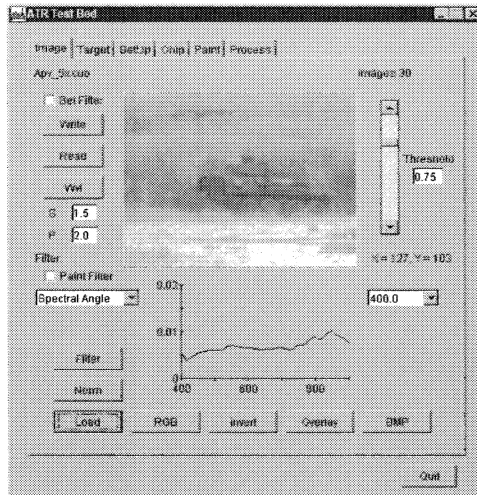 ATR Test Bed
Image Target Setup Chip Paint Process
Images 30
Set Filter
Write
Read
Threshold
0.75
S 1.5
P 2.0
X = 127, Y = 103
Filter
Paint Filter
Spectral Angle
400.0
0.02
0.01
0
400 600 800
Filter
Norm
Load RGB Invert Overlay BMP
Quit